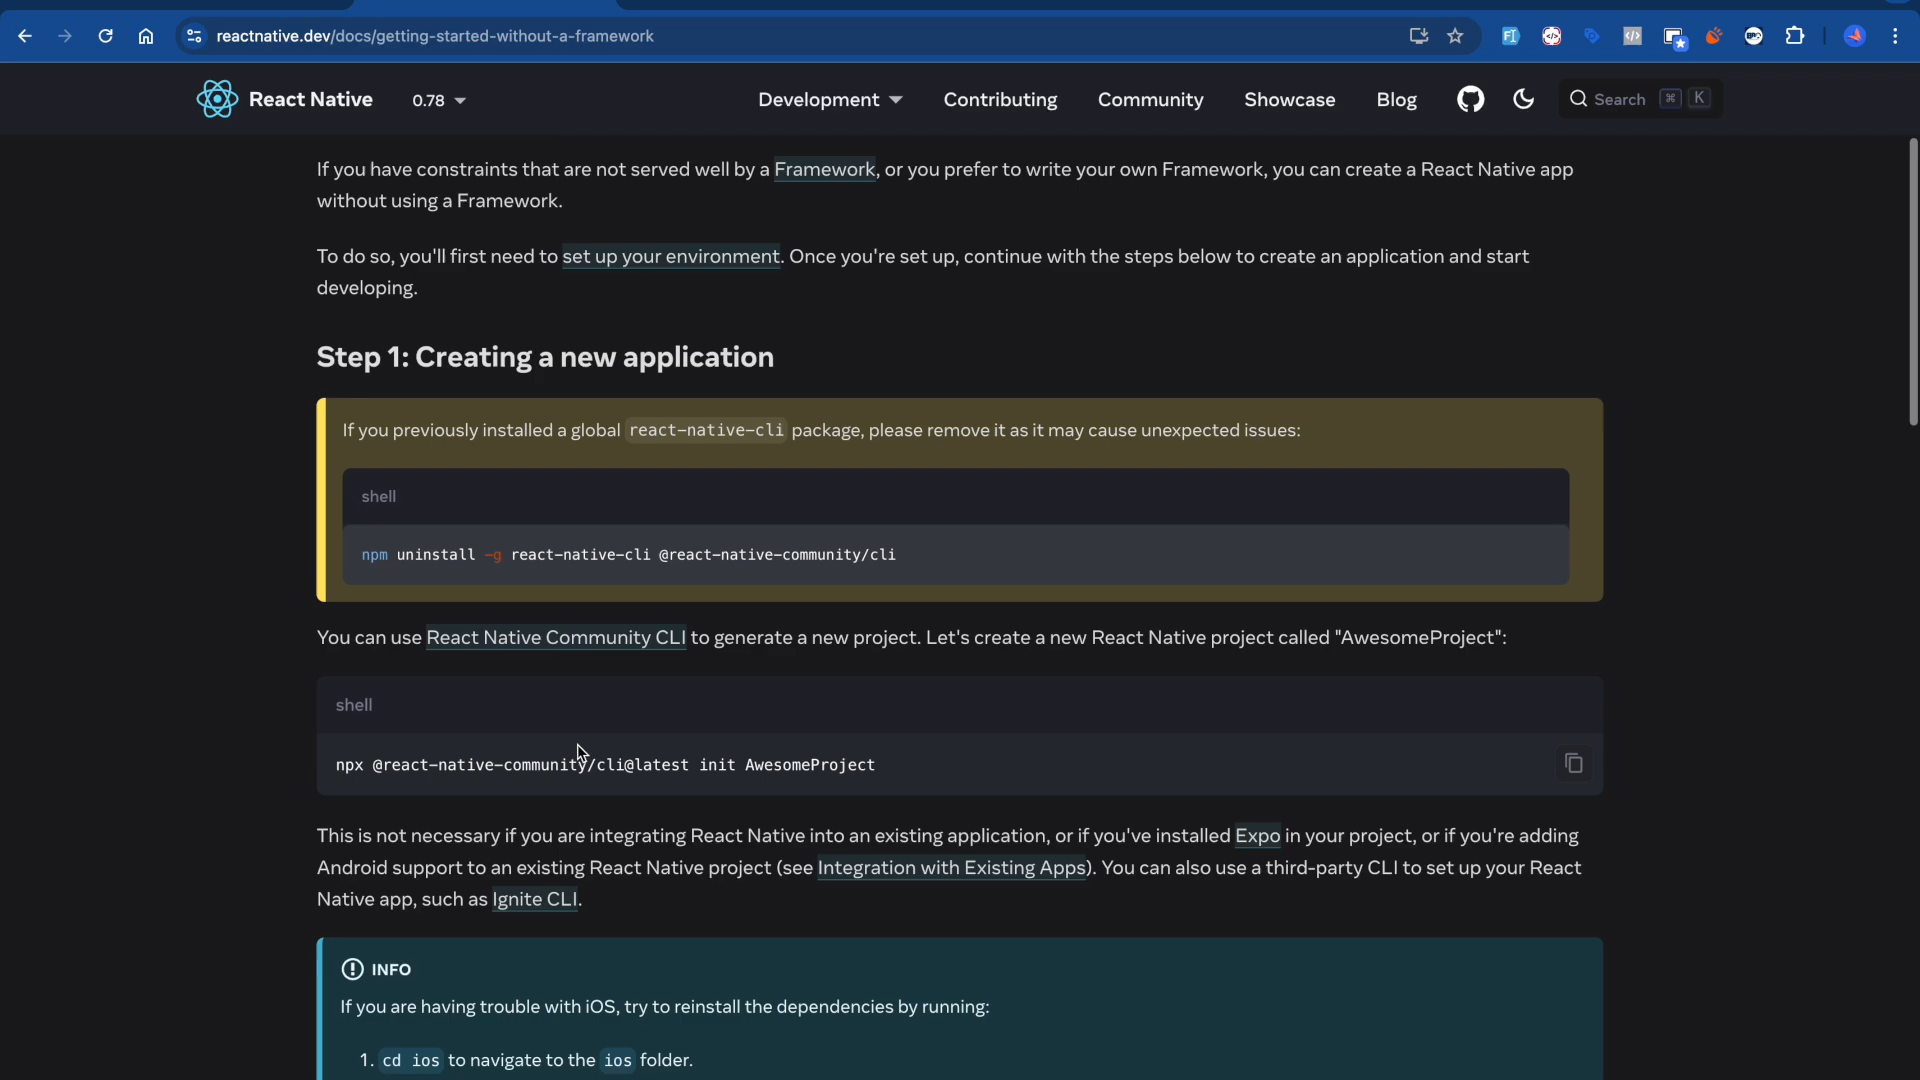 reactnative.dev/docs/getting-started-without-a-framework
React Native 0.78 Development Contributing Community Showcase Blog Search ⌘ K
If you have constraints that are not served well by a Framework, or you prefer to write your own Framework, you can create a React Native app
without using a Framework.
To do so, you'll first need to set up your environment. Once you're set up, continue with the steps below to create an application and start
developing.
Step 1: Creating a new application
If you previously installed a global react-native-cli package, please remove it as it may cause unexpected issues:
shell
npm uninstall -g react-native-cli @react-native-community/cli
You can use React Native Community CLI to generate a new project. Let's create a new React Native project called "AwesomeProject":
shell
npx @react-native-community/cli@latest init AwesomeProject
This is not necessary if you are integrating React Native into an existing application, or if you've installed Expo in your project, or if you're adding
Android support to an existing React Native project (see Integration with Existing Apps). You can also use a third-party CLI to set up your React
Native app, such as Ignite CLI.
INFO
If you are having trouble with iOS, try to reinstall the dependencies by running:
1. cd ios to navigate to the ios folder.